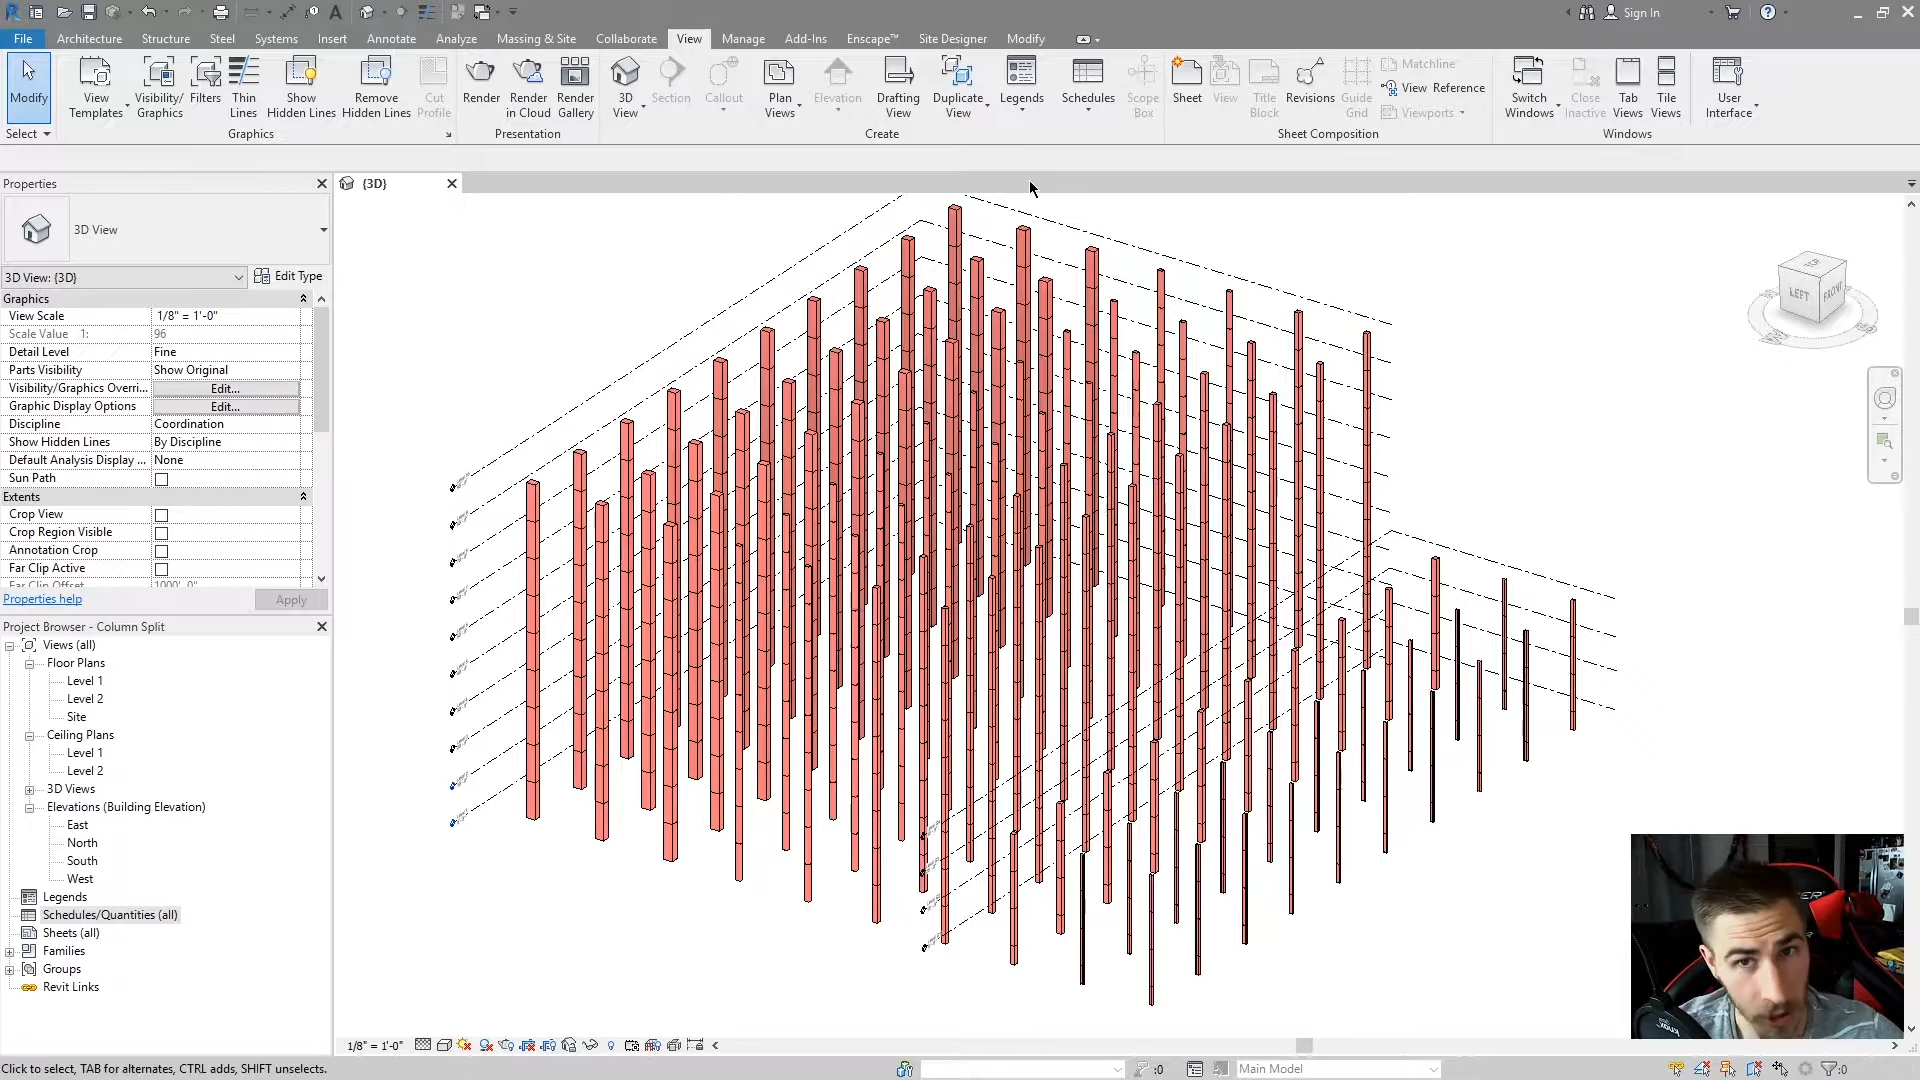 Sign In
File Architecture Structure Steel Systems Insert Annotate Analyze Massing & Site Collaborate View Manage Add-Ins Enscape™ Site Designer Modify
Modify
View Templates
Visibility/ Graphics
Filters
Thin Lines
Show Hidden Lines
Remove Hidden Lines
Cut Profile
Render
Render in Cloud
Render Gallery
3D View
Section
Callout
Plan Views
Elevation
Drafting View
Duplicate View
Legends
Schedules
Scope Box
Sheet
View
Title Block
Revisions
Guide Grid
Matchline
View Reference
Viewports
Switch Windows
Close Inactive
Tab Views
Tile Views
User Interface
Select Graphics Presentation Create Sheet Composition Windows
Properties
{3D}
3D View
3D View: {3D} Edit Type
Graphics
View Scale 1/8" = 1'-0"
Scale Value 1: 96
Detail Level Fine
Parts Visibility Show Original
Visibility/Graphics Overri... Edit...
Graphic Display Options Edit...
Discipline Coordination
Show Hidden Lines By Discipline
Default Analysis Display ... None
Sun Path
Extents
Crop View
Crop Region Visible
Annotation Crop
Far Clip Active
Far Clip Offset 1000' 0"
Properties help Apply
Project Browser - Column Split
Views (all)
Floor Plans
Level 1
Level 2
Site
Ceiling Plans
Level 1
Level 2
3D Views
Elevations (Building Elevation)
East
North
South
West
Legends
Schedules/Quantities (all)
Sheets (all)
Families
Groups
Revit Links
LEFT FRONT
1/8" = 1'-0"
Click to select, TAB for alternates, CTRL adds, SHIFT unselects.
:0
Main Model
:0